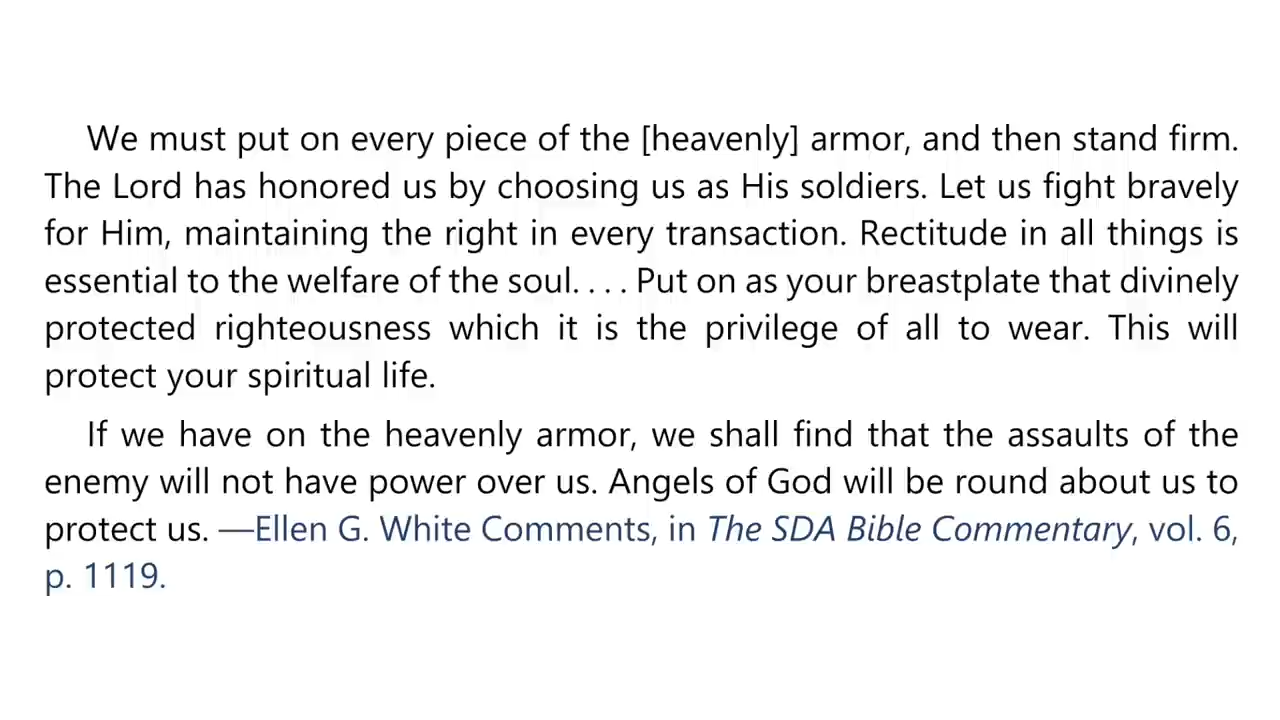 We must put on every piece of the [heavenly] armor, and then stand firm.
The Lord has honored us by choosing us as His soldiers. Let us fight bravely
for Him, maintaining the right in every transaction. Rectitude in all things is
essential to the welfare of the soul. . . . Put on as your breastplate that divinely
protected righteousness which it is the privilege of all to wear. This will
protect your spiritual life.
If we have on the heavenly armor, we shall find that the assaults of the
enemy will not have power over us. Angels of God will be round about us to
protect us. —Ellen G. White Comments, in The SDA Bible Commentary, vol. 6,
p. 1119.